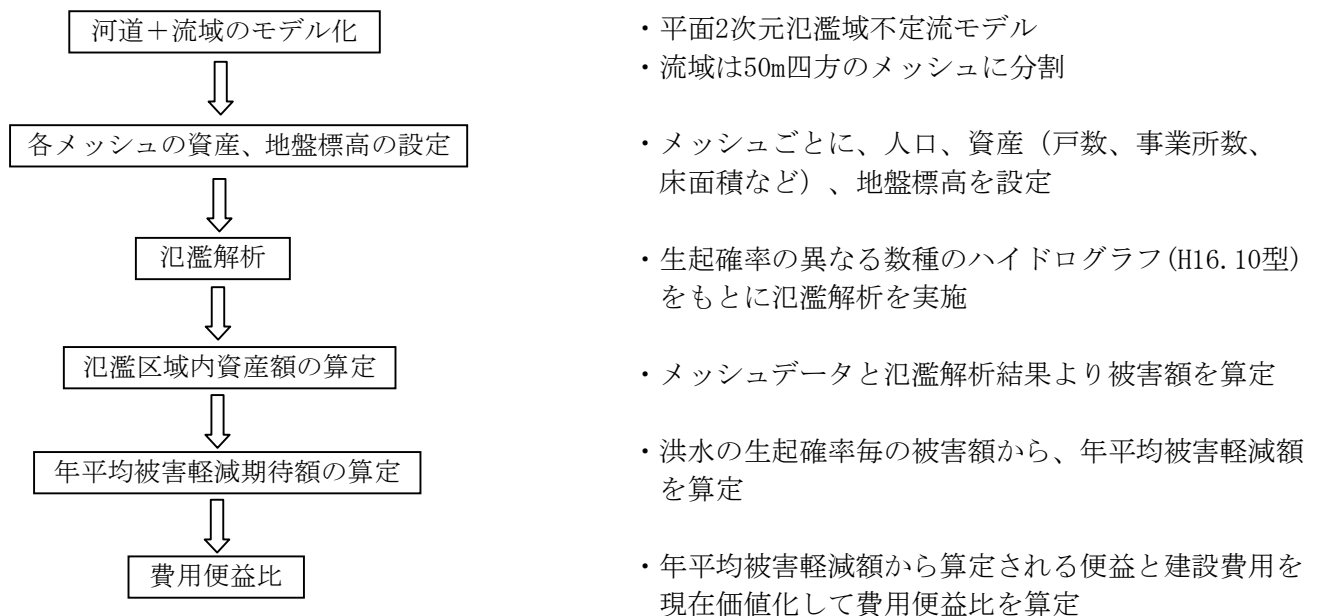 河道＋流域のモデル化
・平面2次元氾濫域不定流モデル
・流域は50m四方のメッシュに分割
各メッシュの資産、地盤標高の設定
・メッシュごとに、人口、資産（戸数、事業所数、
床面積など）、地盤標高を設定
氾濫解析
・生起確率の異なる数種のハイドログラフ(H16.10型)
をもとに氾濫解析を実施
氾濫区域内資産額の算定
・メッシュデータと氾濫解析結果より被害額を算定
年平均被害軽減期待額の算定
・洪水の生起確率毎の被害額から、年平均被害軽減額
を算定
費用便益比
・年平均被害軽減額から算定される便益と建設費用を
現在価値化して費用便益比を算定